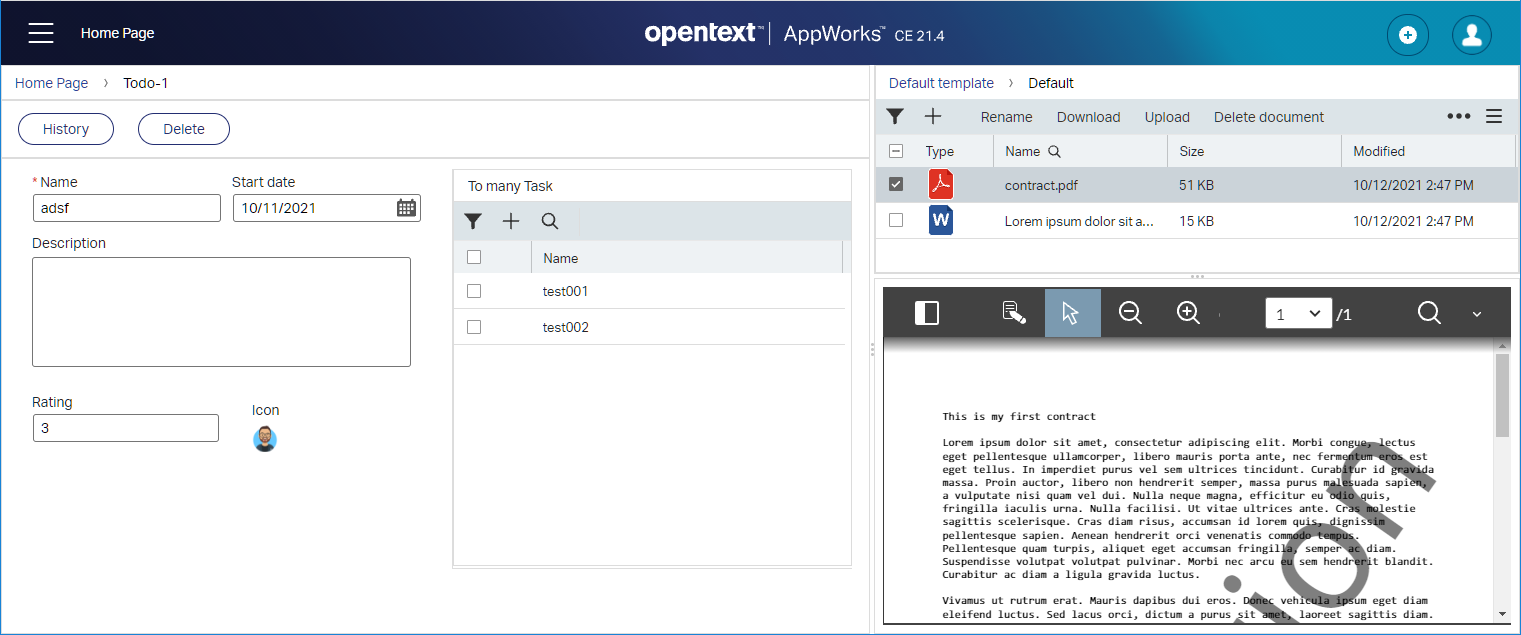 Home Page
opentext™ | AppWorks™ CE 21.4
Home Page › Todo-1
History Delete
* Name
adsf
Start date
10/11/2021
Description
Rating
3
Icon
To many Task
Name
test001
test002
Default template › Default
Rename Download Upload Delete document
Type Name Size Modified
contract.pdf 51 KB 10/12/2021 2:47 PM
W Lorem ipsum dolor sit a... 15 KB 10/12/2021 2:47 PM
1 /1
This is my first contract
Lorem ipsum dolor sit amet, consectetur adipiscing elit. Morbi congue, lectus
eget pellentesque ullamcorper, libero mauris porta ante, nec fermentum eros est
eget tellus. In imperdiet purus vel sem ultrices tincidunt. Curabitur id gravida
massa. Proin auctor, libero non hendrerit semper, massa purus malesuada sapien,
a vulputate nisi quam vel dui. Nulla neque magna, efficitur eu odio quis,
fringilla iaculis urna. Nulla facilisi. Ut vitae ultrices ante. Cras molestie
sagittis scelerisque. Cras diam risus, accumsan id lorem quis, dignissim
pellentesque sapien. Aenean hendrerit orci venenatis commodo tempus.
Pellentesque quam turpis, aliquet eget accumsan fringilla, semper ac diam.
Suspendisse volutpat volutpat pulvinar. Morbi nec arcu eu sem hendrerit blandit.
Curabitur ac diam a ligula gravida luctus.
Vivamus ut rutrum erat. Mauris dapibus dui eros. Donec vehicula ipsum eget diam
eleifend luctus. Sed lacus orci, dictum a purus sit amet, laoreet sagittis diam.
ion